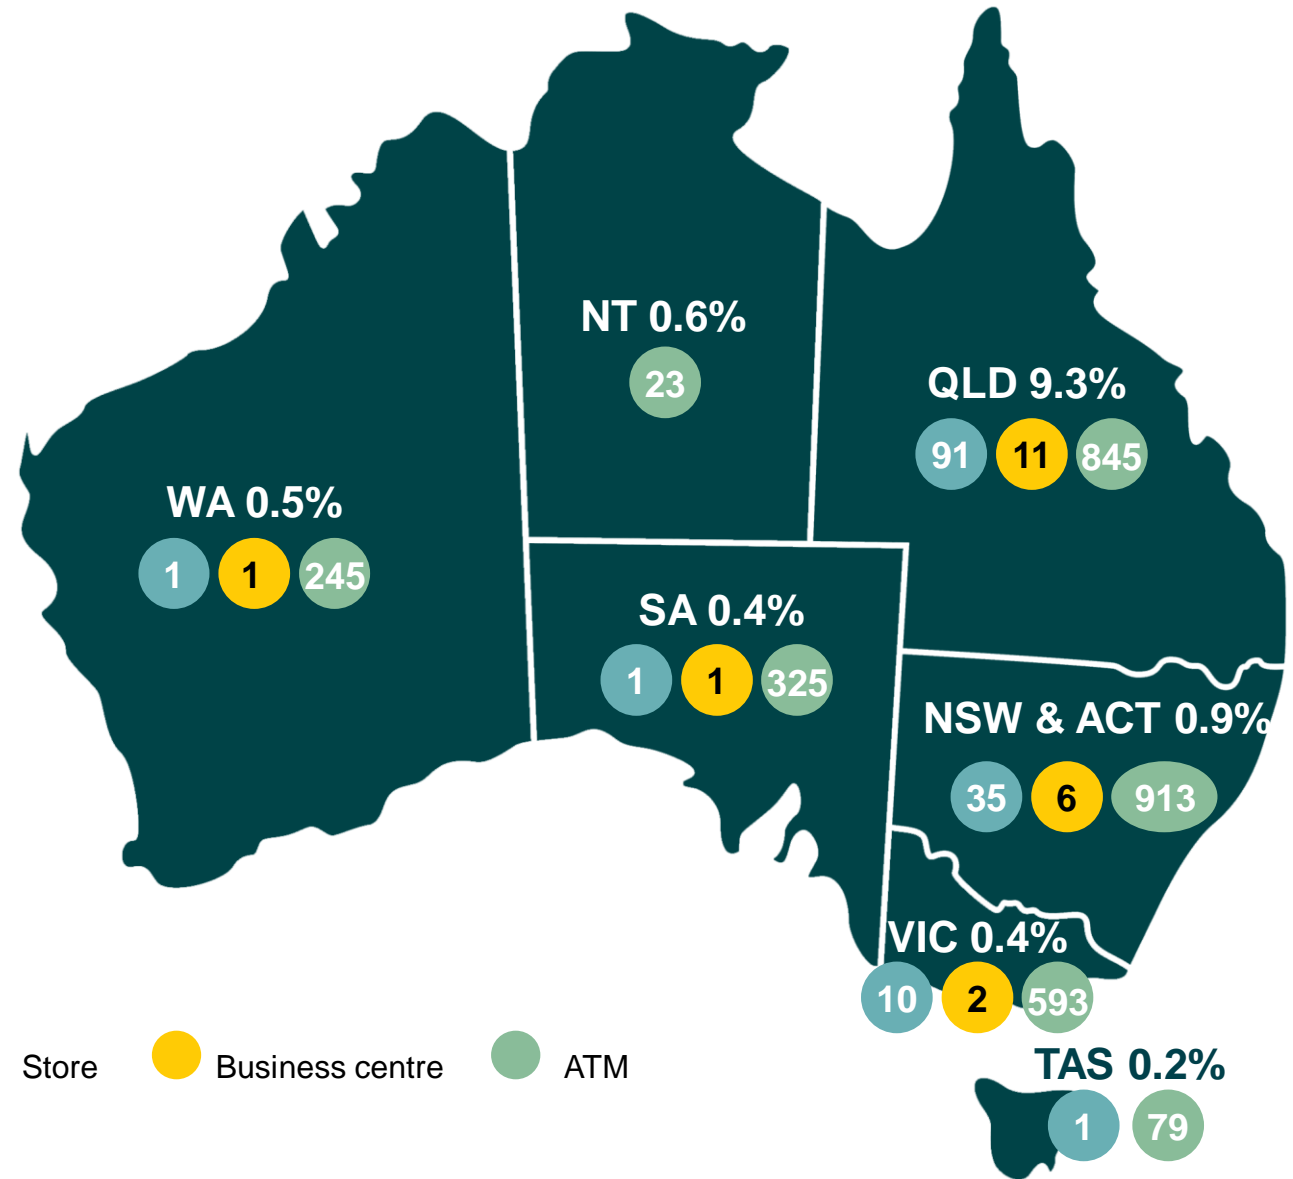 NT 0.6%
23
QLD 9.3%
91 11 845
WA 0.5%
1 1 245
SA 0.4%
1 1 325
NSW & ACT 0.9%
35 6 913
VIC 0.4%
10 2 593
Store Business centre ATM
TAS 0.2%
1 79